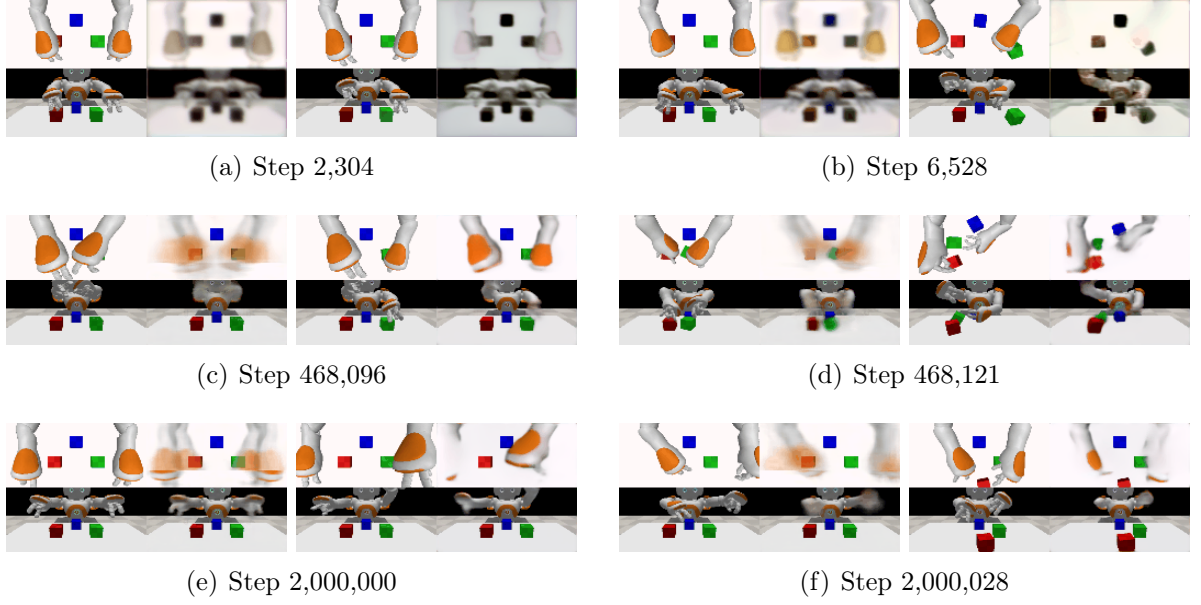 (a) Step 2,304
(b) Step 6,528
(c) Step 468,096
(d) Step 468,121
(e) Step 2,000,000
(f) Step 2,000,028